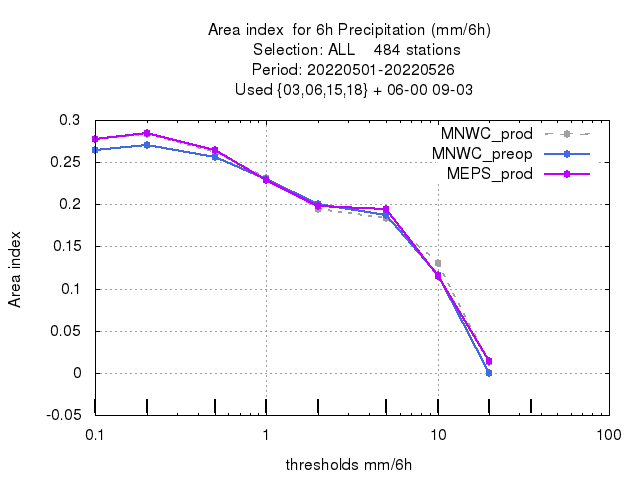 Area index  for 6h Precipitation (mm/6h)
Selection: ALL    484 stations
Period: 20220501-20220526
Used {03,06,15,18} + 06-00 09-03
MNWC_prod
MNWC_preop
MEPS_prod
Area index
0.3
0.25
0.2
0.15
0.1
0.05
0
-0.05
0.1 1 10 100
thresholds mm/6h